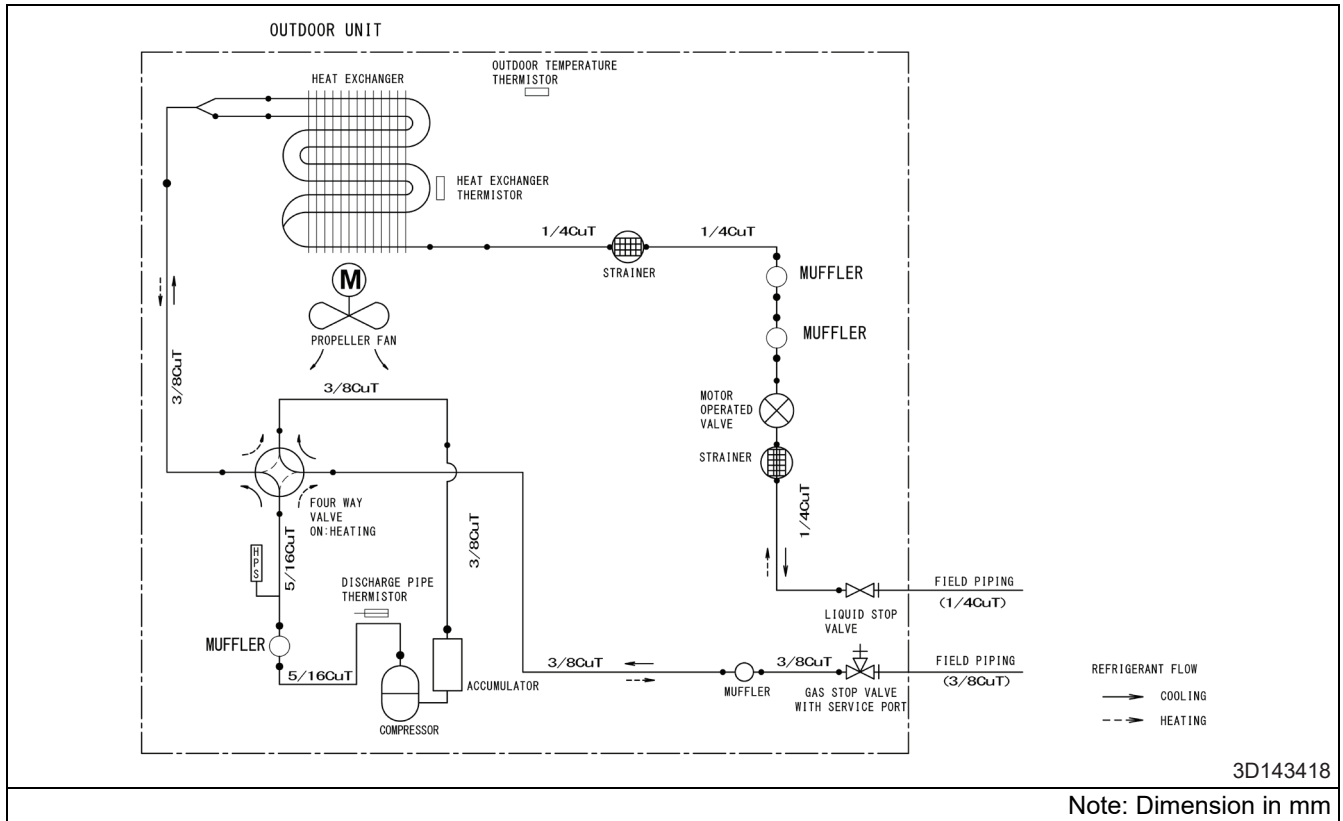 OUTDOOR UNIT
OUTDOOR TEMPERATURE
THERMISTOR
HEAT EXCHANGER
HEAT EXCHANGER
THERMISTOR
1/4CuT
1/4CuT
STRAINER
MUFFLER
M
PROPELLER FAN
MUFFLER
3/8CuT
3/8CuT
MOTOR
OPERATED
VALVE
STRAINER
FOUR WAY
VALVE
ON:HEATING
1/4CuT
3/8CuT
HPS
5/16CuT
DISCHARGE PIPE
THERMISTOR
FIELD PIPING
(1/4CuT)
LIQUID STOP
VALVE
MUFFLER
5/16CuT
ACCUMULATOR
COMPRESSOR
3/8CuT
MUFFLER
3/8CuT
GAS STOP VALVE
WITH SERVICE PORT
FIELD PIPING
(3/8CuT)
REFRIGERANT FLOW
COOLING
HEATING
3D143418
Note: Dimension in mm